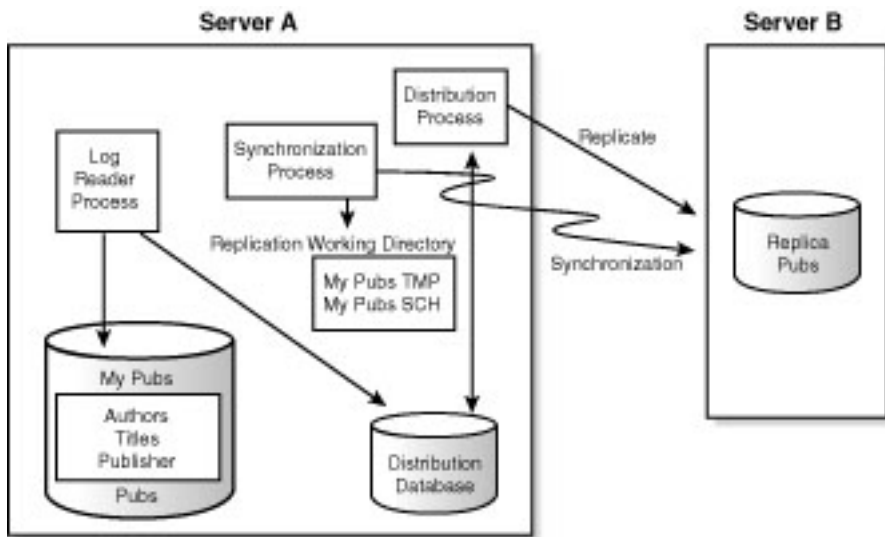 Server A
Server B
Distribution
Process
Log
Reader
Process
Synchronization
Process
Replicate
Replication Working Directory
My Pubs TMP
My Pubs SCH
Synchronization
Replica
Pubs
My Pubs
Authors
Titles
Publisher
Pubs
Distribution
Database